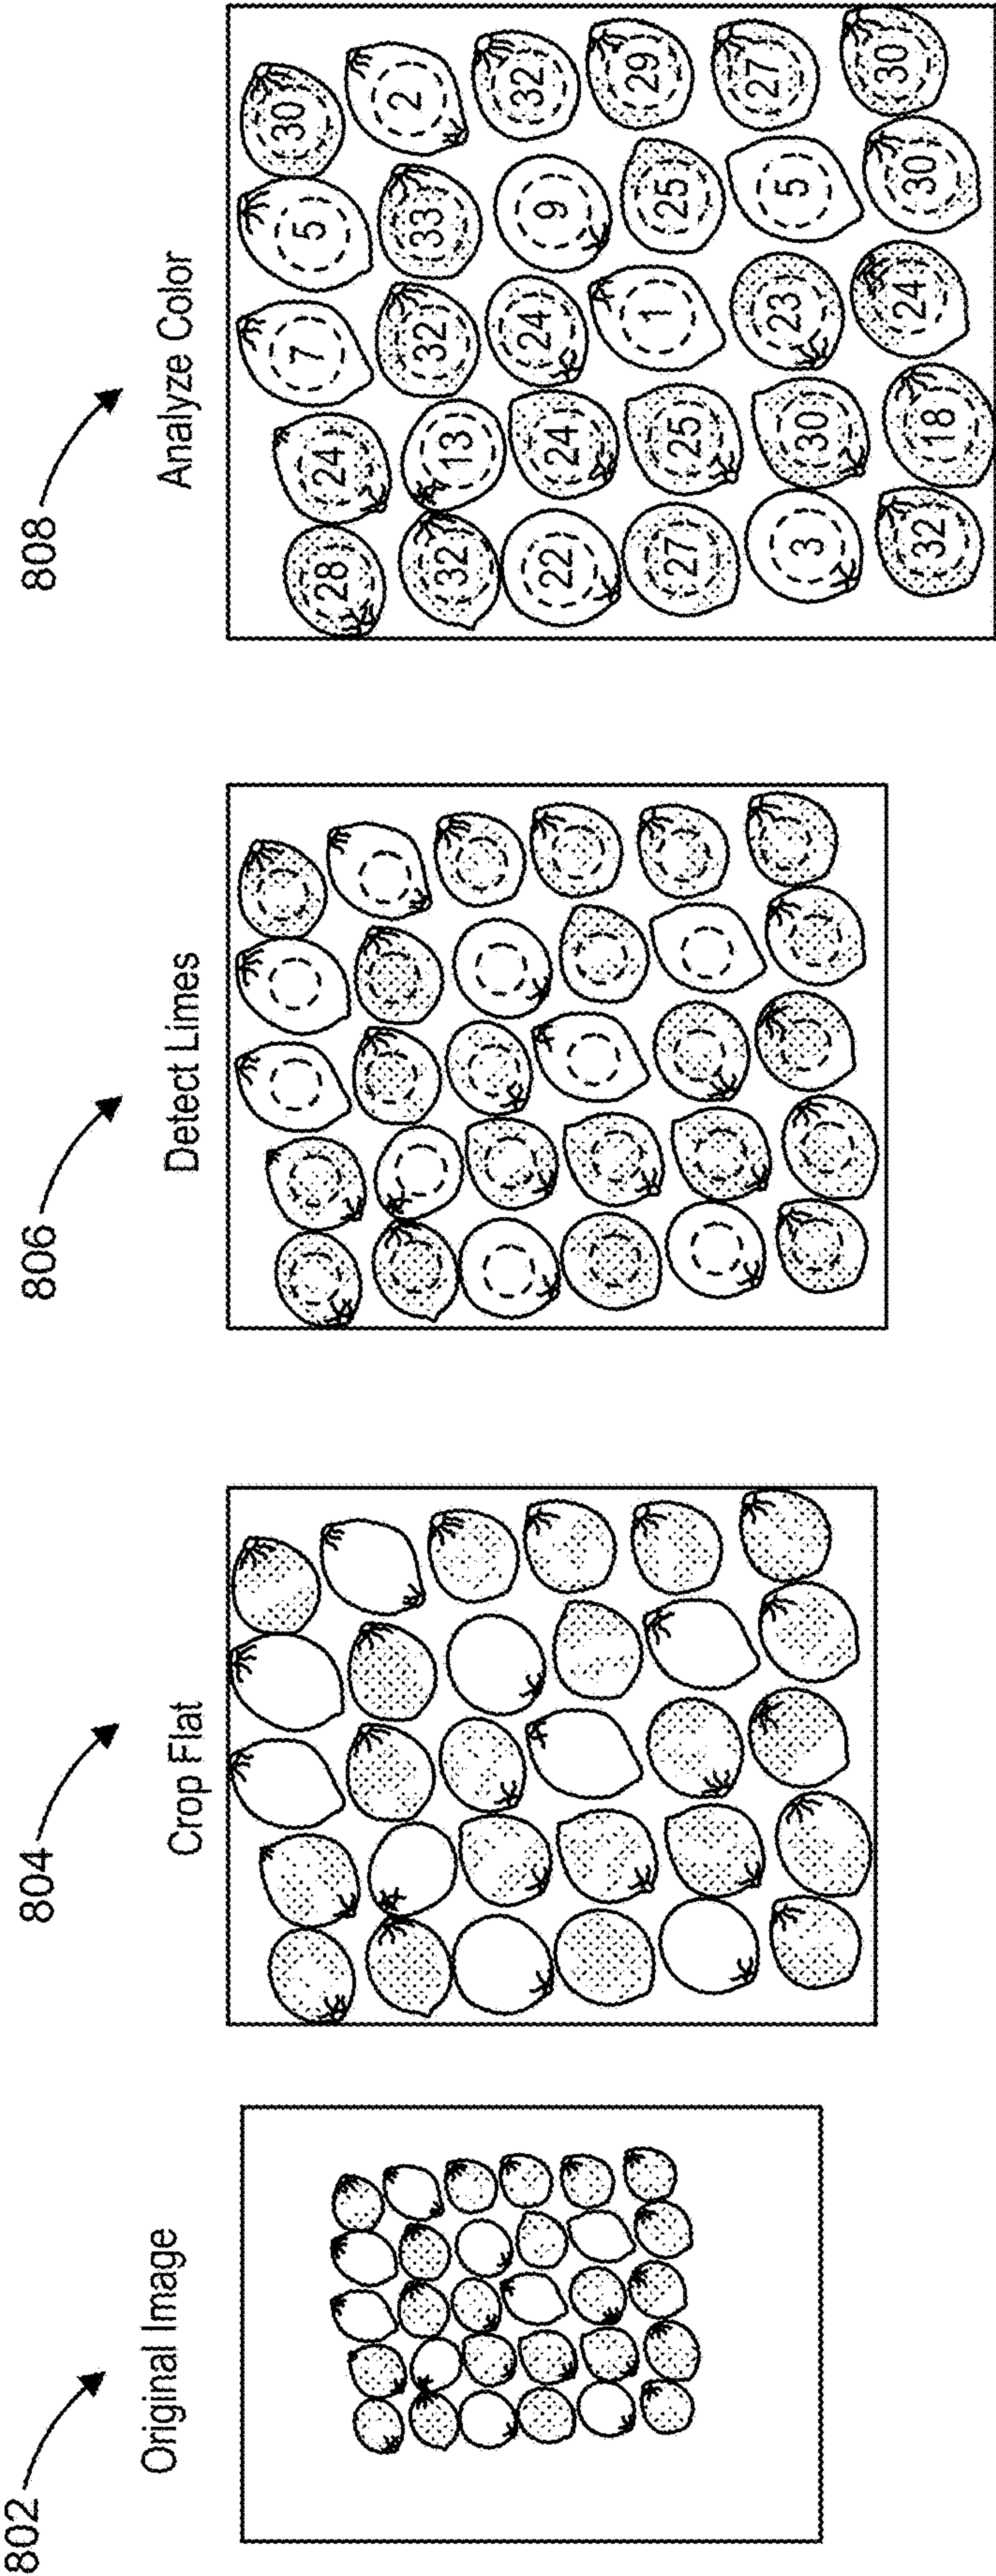 802
Original Image
804
Crop Flat
806
Detect Limes
808
Analyze Color
28 24 7 5 30
32 13 32 33 2
22 24 24 9 32
27 25 1 25 29
3 30 23 5 27
32 18 24 30 30